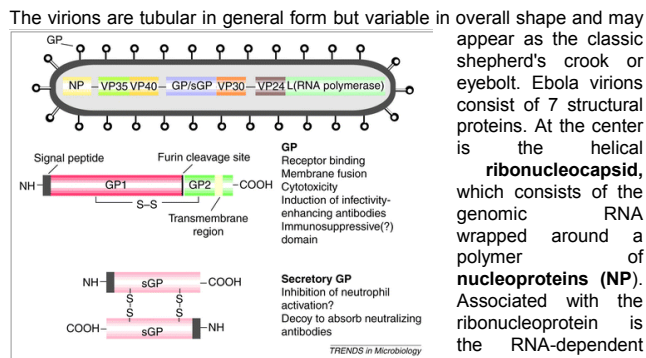 The virions are tubular in general form but variable in overall shape and may
appear as the classic
shepherd's crook or
eyebolt. Ebola virions
consist of 7 structural
proteins. At the center
is the helical
ribonucleocapsid,
which consists of the
genomic RNA
wrapped around a
polymer of
nucleoproteins (NP).
Associated with the
ribonucleoprotein is
the RNA-dependent
GP
NP VP35 VP40 GP/sGP VP30 VP24 L(RNA polymerase)
Signal peptide Furin cleavage site
NH GP1 GP2 COOH
S–S
Transmembrane
region
GP
Receptor binding
Membrane fusion
Cytotoxicity
Induction of infectivity-
enhancing antibodies
Immunosuppressive(?)
domain
NH sGP COOH
S S
S S
COOH sGP NH
Secretory GP
Inhibition of neutrophil
activation?
Decoy to absorb neutralizing
antibodies
TRENDS in Microbiology